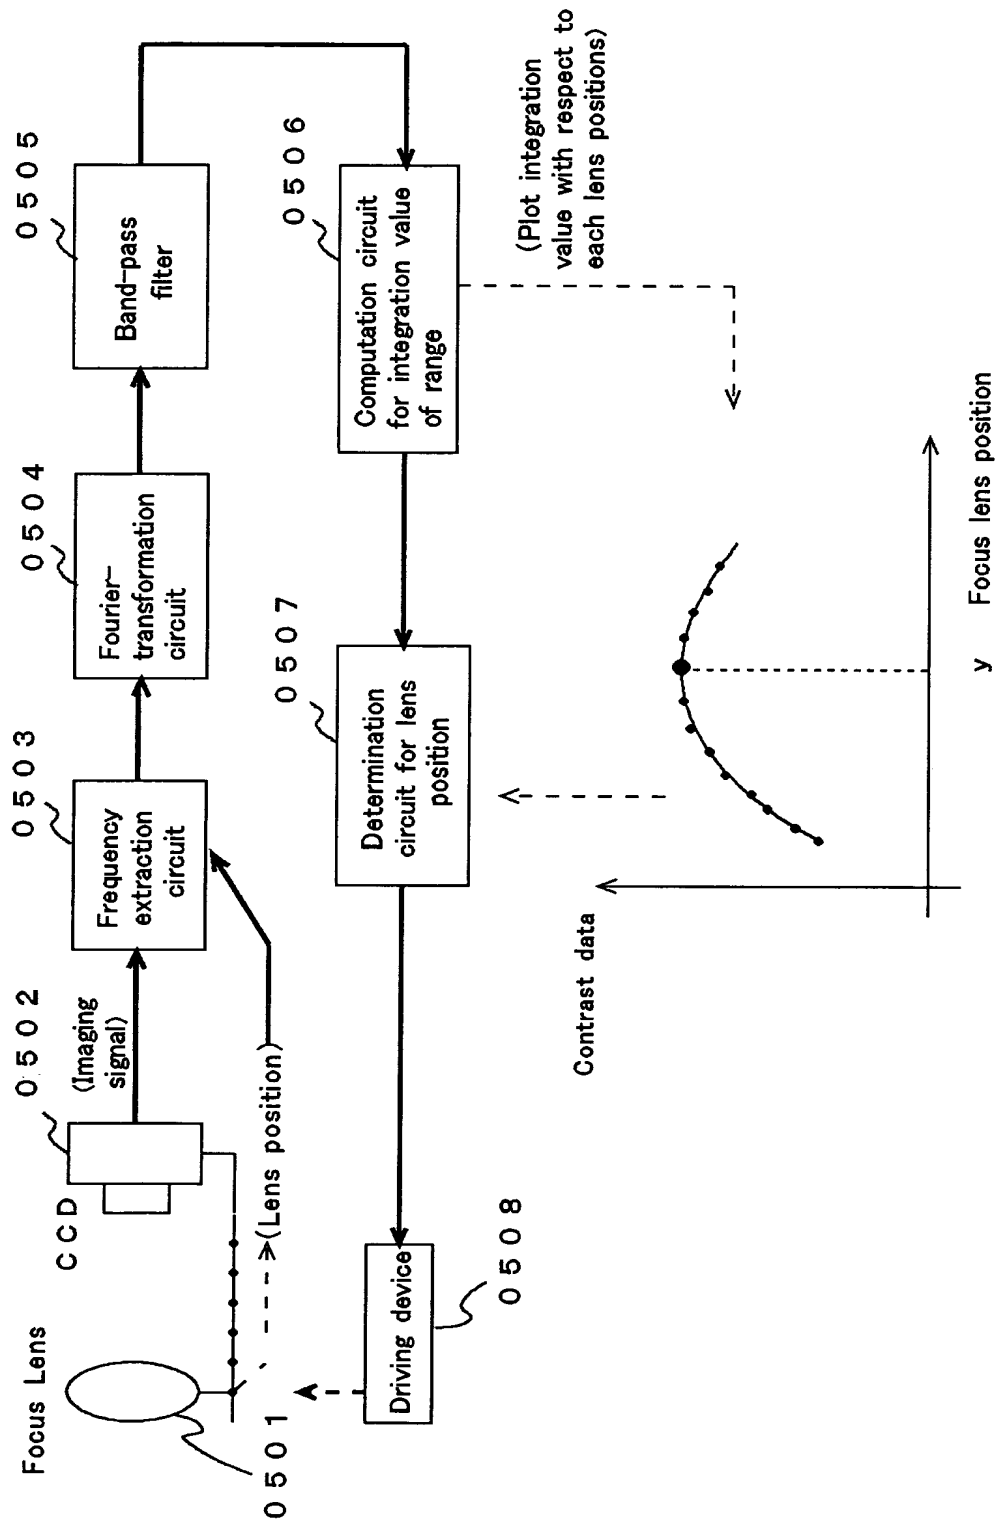 Focus Lens
0501
CCD
0502
(Imaging
signal)
(Lens position)
0503
Frequency
extraction
circuit
0504
Fourier-
transformation
circuit
0505
Band-pass
filter
0506
Computation circuit
for integration value
of range
0507
Determination
circuit for lens
position
0508
Driving device
(Plot integration
value with respect to
each lens positions)
Contrast data
y
Focus lens position